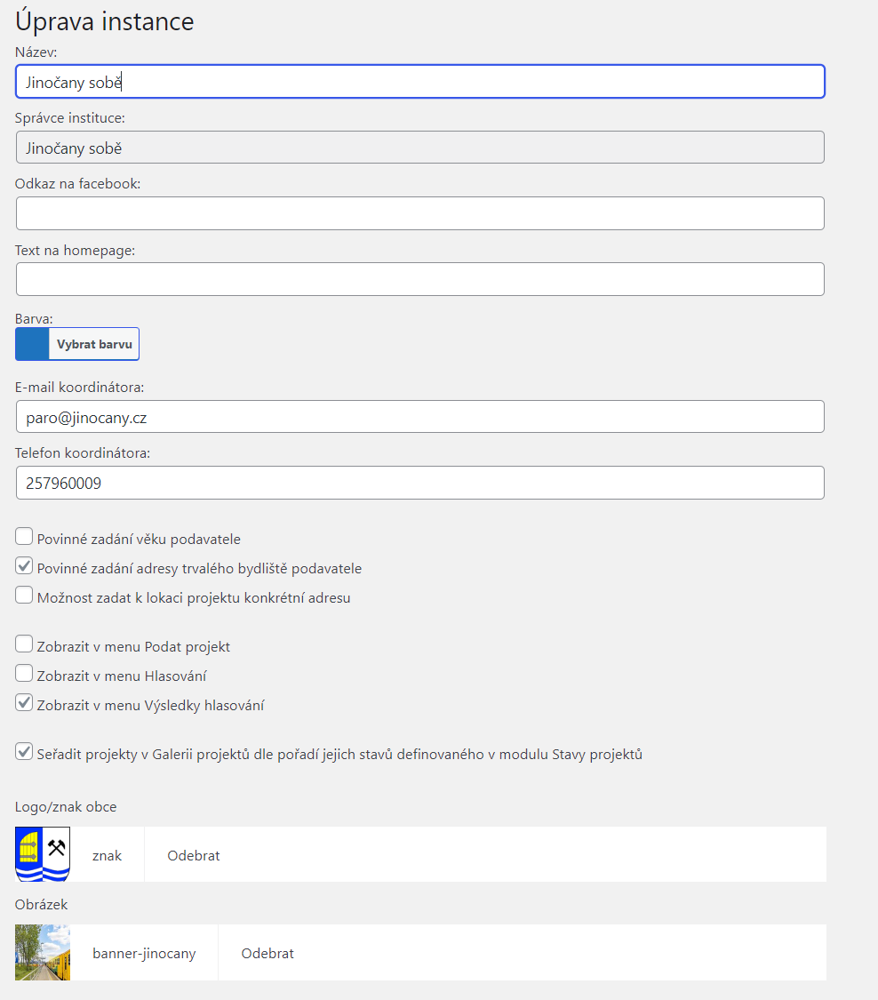 Úprava instance
Název:
Jinočany sobě
Správce instituce:
Jinočany sobě
Odkaz na facebook:
Text na homepage:
Barva:
Vybrat barvu
E-mail koordinátora:
paro@jinocany.cz
Telefon koordinátora:
257960009
Povinné zadání věku podavatele
Povinné zadání adresy trvalého bydliště podavatele
Možnost zadat k lokaci projektu konkrétní adresu
Zobrazit v menu Podat projekt
Zobrazit v menu Hlasování
Zobrazit v menu Výsledky hlasování
Seřadit projekty v Galerii projektů dle pořadí jejich stavů definovaného v modulu Stavy projektů
Logo/znak obce
znak Odebrat
Obrázek
banner-jinocany Odebrat